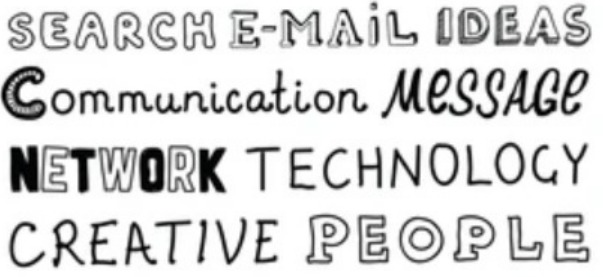 SEARCH E-MAiL IDEAS
Communication MESSAGE
NETWORK TECHNOLOGY
CREATIVE PEOPLE